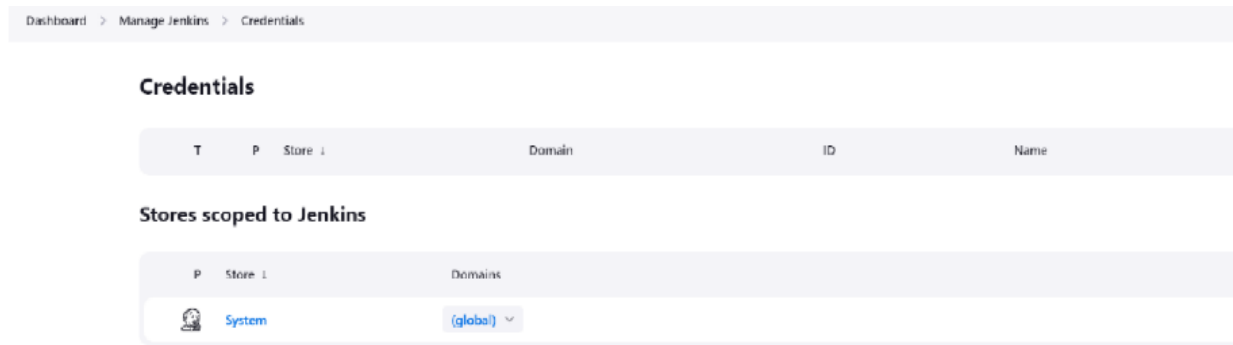 Dashboard > Manage Jenkins > Credentials
Credentials
T P Store ↓ Domain ID Name
Stores scoped to Jenkins
P Store ↓ Domains
System (global)